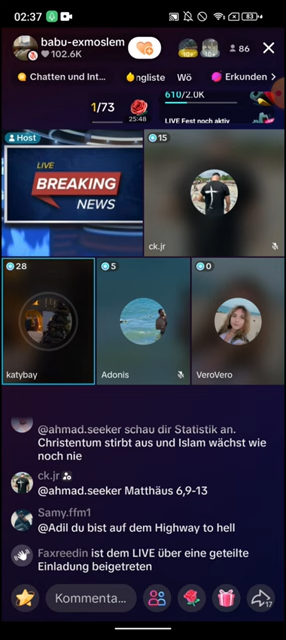 02:37
83
babu-exmoslem
102.6K
10+
10+
86
Chatten und Int...
ngliste
Wö
Erkunden
1/73
25:48
610/2.0K
LIVE Fest noch aktiv
Host
LIVE
BREAKING
NEWS
15
ck.jr
28
katybay
5
Adonis
0
VeroVero
@ahmad.seeker schau dir Statistik an.
Christentum stirbt aus und Islam wächst wie
noch nie
ck.jr
@ahmad.seeker Matthäus 6,9-13
Samy.ffm1
@Adil du bist auf dem Highway to hell
Faxreedin ist dem LIVE über eine geteilte
Einladung beigetreten
Kommenta...
17